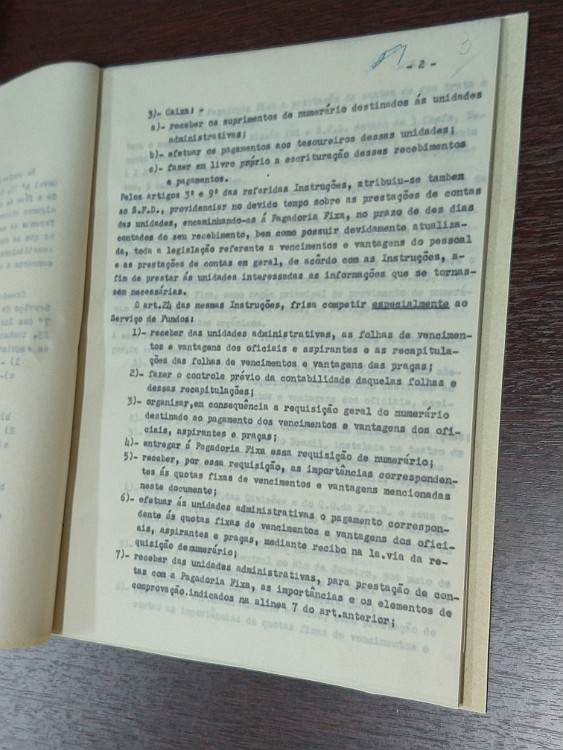 - 2 -
3)- Caixa: -
a)- receber os suprimentos de numerário destinados ás unidades
administrativas;
b)- efetuar os pagamentos aos tesoureiros dessas unidades;
c)- fazer em livro próprio a escrituração desses recebimentos
e pagamentos.
Pelos artigos 3º e 9º das referidas Instruções, atribuiu-se tambem
ao S.F.D., providenciar no devido tempo sobre as prestações de contas
das unidades, encaminhando-as á Pagadoria Fixa, no prazo de dez dias
contados do seu recebimento, bem como possuir devidamente atualiza-
da, toda a legislação referente a vencimentos e vantagens do pessoal
e as prestações de contas em geral, de acôrdo com as Instruções, a-
fim de prestar ás unidades interessadas as informações que se tornas-
sem necessárias.
O art.24 das mesmas Instruções, frisa competir especialmente ao
Serviço de Fundos:
1)- receber das unidades administrativas, as folhas de vencimen-
tos e vantagens dos oficiais e aspirantes e as recapitula-
ções das folhas de vencimentos e vantagens das praças;
2)- fazer o controle prévio da contabilidade daquelas folhas e
dessas recapitulações;
3)- organizar,em consequência a requisição geral do numerário
destinado ao pagamento dos vencimentos e vantagens dos ofi-
ciais, aspirantes e praças;
4)- entregar á Pagadoria Fixa essa requisição de numerário;
5)- receber, por essa requisição, as importâncias corresponden-
tes ás quotas fixas de vencimentos e vantagens mencionadas
neste documento;
6)- efetuar ás unidades administrativas o pagamento correspon-
dente ás quotas fixas de vencimentos e vantagens dos ofici-
ais, aspirantes e praças, mediante recibo na 1a.via da re-
quisição de numerário;
7)- receber das unidades administrativas, para prestação de con-
tas com a Pagadoria Fixa, as importâncias e os elementos de
comprovação.indicados na alinea 7 do art.anterior;